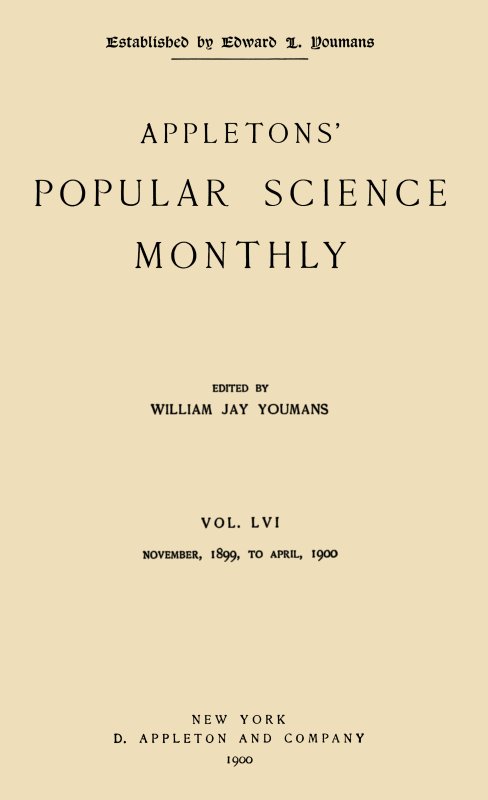 Established by Edward L. Youmans
APPLETONS'
POPULAR SCIENCE
MONTHLY
EDITED BY
WILLIAM JAY YOUMANS
VOL. LVI
NOVEMBER, 1899, TO APRIL, 1900
NEW YORK
D. APPLETON AND COMPANY
1900